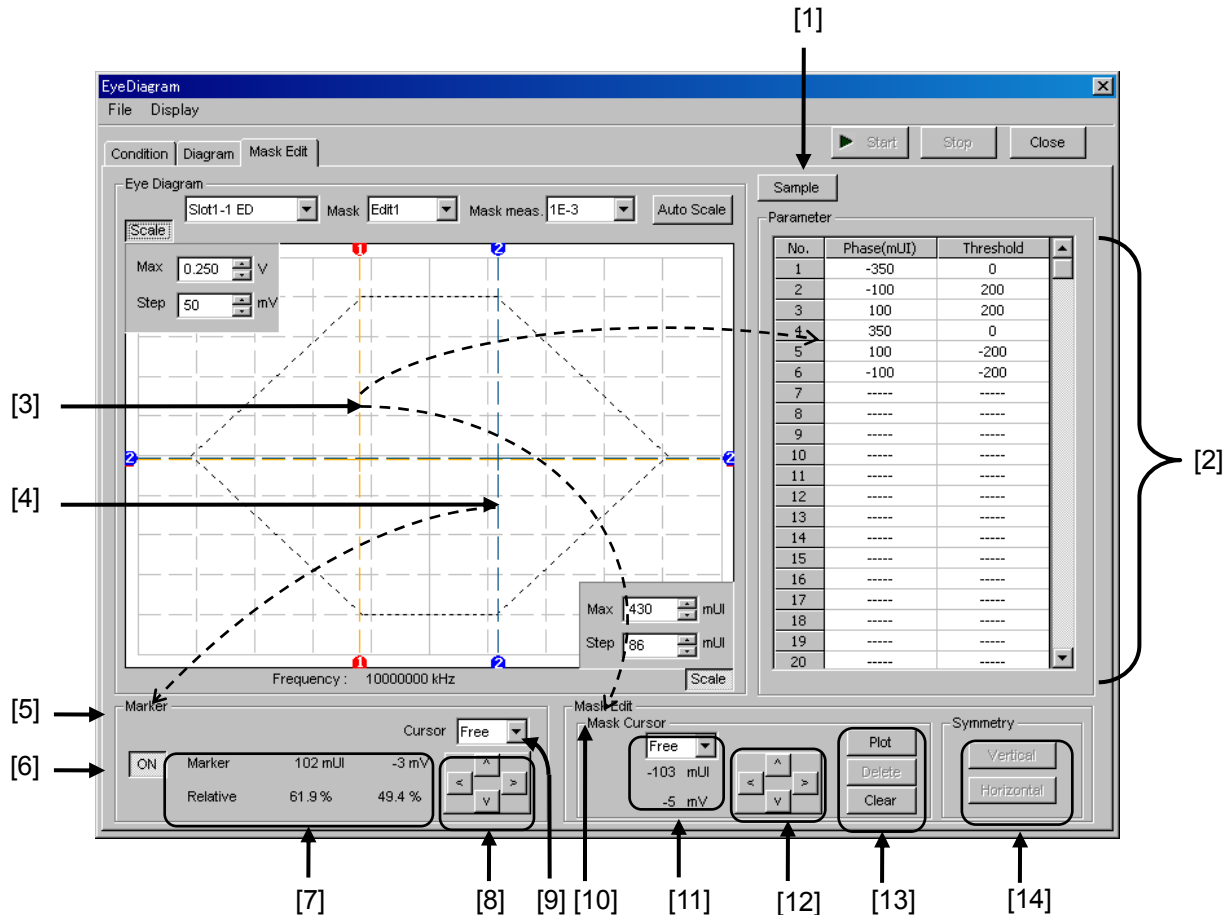 [1]
EyeDiagram
File Display
Start Stop Close
Condition Diagram Mask Edit
Sample
Eye Diagram
Slot1-1 ED Mask Edit1 Mask meas. 1E-3 Auto Scale
Scale
Max 0.250 V
Step 50 mV
1 2
2 2
Max 430 mUI
Step 86 mUI
1 2
Frequency : 10000000 kHz Scale
Parameter
No. Phase(mUI) Threshold
1 -350 0
2 -100 200
3 100 200
4 350 0
5 100 -200
6 -100 -200
7 ----- -----
8 ----- -----
9 ----- -----
10 ----- -----
11 ----- -----
12 ----- -----
13 ----- -----
14 ----- -----
15 ----- -----
16 ----- -----
17 ----- -----
18 ----- -----
19 ----- -----
20 ----- -----
[2]
[3]
[4]
[5]
[6]
Marker
Cursor Free
ON Marker 102 mUI -3 mV
Relative 61.9 % 49.4 %
^
< >
v
Mask Edit
Mask Cursor
Free
-103 mUI
-5 mV
^
< >
v
Plot
Delete
Clear
Symmetry
Vertical
Horizontal
[7] [8] [9] [10] [11] [12] [13] [14]